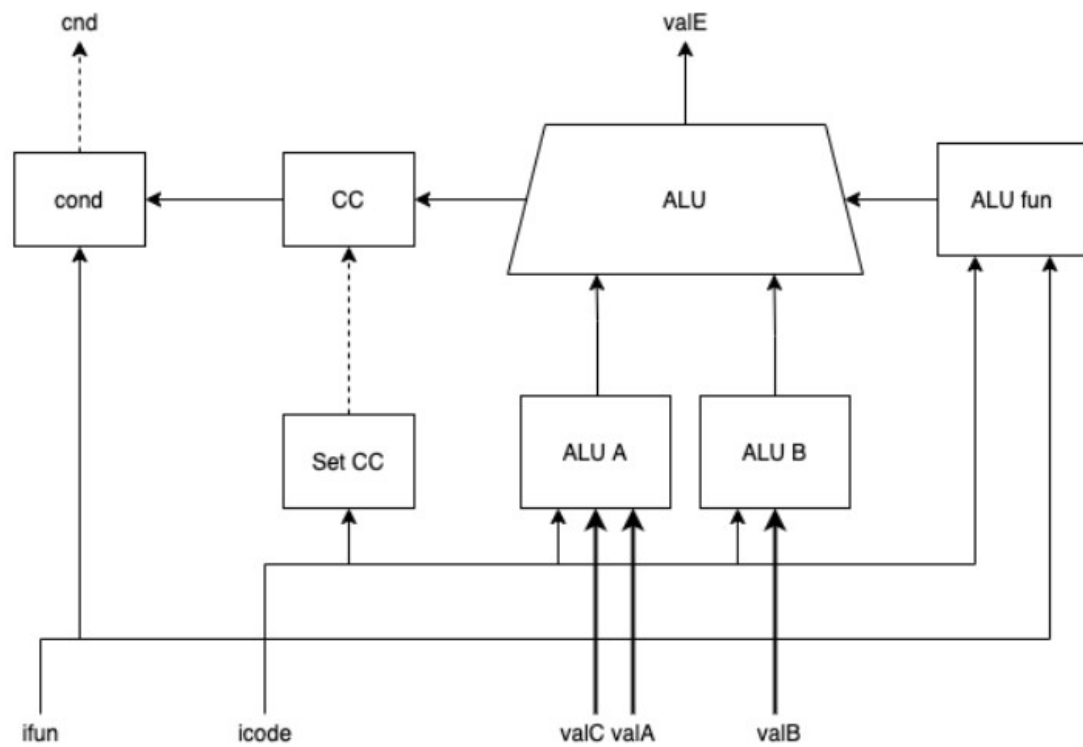 cnd
valE
cond
CC
ALU
ALU fun
Set CC
ALU A
ALU B
ifun
icode
valC valA
valB